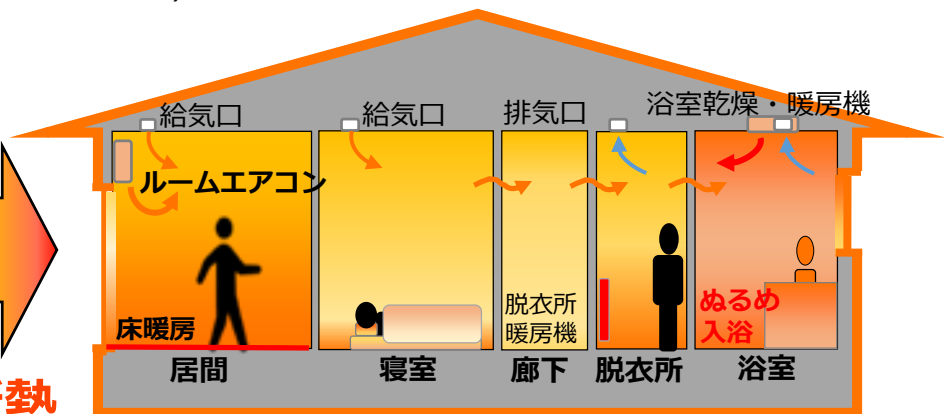 給気口
給気口
排気口
浴室乾燥・暖房機
ルームエアコン
床暖房
脱衣所
暖房機
ぬるめ
入浴
居間
寝室
廊下
脱衣所
浴室
熱